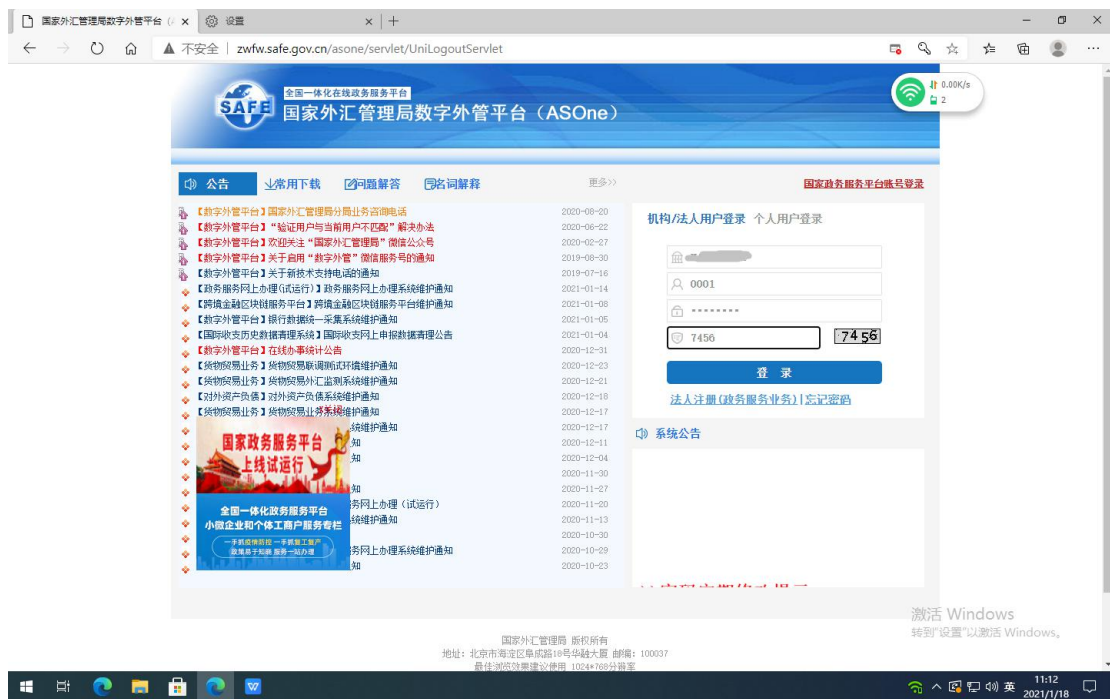 国家外汇管理局数字外管平台
设置
不安全 | zwfw.safe.gov.cn/asone/servlet/UniLogoutServlet
SAFE
全国一体化在线政务服务平台
国家外汇管理局数字外管平台（ASOne）
0.00K/s
2
公告 常用下载 问题解答 名词解释 更多>> 国家政务服务平台账号登录
【数字外管平台】国家外汇管理局分局业务咨询电话 2020-08-20
【数字外管平台】“验证用户与当前用户不匹配”解决办法 2020-06-22
【数字外管平台】欢迎关注“国家外汇管理局”微信公众号 2020-02-27
【数字外管平台】关于启用“数字外管”微信服务号的通知 2019-08-30
【数字外管平台】关于新技术支持电话的通知 2019-07-16
【政务服务网上办理(试运行)】政务服务网上办理系统维护通知 2021-01-14
【跨境金融区块链服务平台】跨境金融区块链服务平台维护通知 2021-01-08
【数字外管平台】银行数据统一采集系统维护通知 2021-01-05
【国际收支历史数据清理系统】国际收支网上申报数据清理公告 2021-01-04
【数字外管平台】在线办事统计公告 2020-12-31
【货物贸易业务】货物贸易联调测试环境维护通知 2020-12-23
【货物贸易业务】货物贸易外汇监测系统维护通知 2020-12-21
【对外资产负债】对外资产负债系统维护通知 2020-12-18
【货物贸易业务】货物贸易业务系统维护通知 2020-12-17
统维护通知 2020-12-17
知 2020-12-11
知 2020-12-04
2020-11-30
知 2020-11-27
务网上办理（试运行） 2020-11-20
统维护通知 2020-11-13
2020-10-30
务网上办理系统维护通知 2020-10-29
知 2020-10-23
国家政务服务平台
上线试运行
全国一体化政务服务平台
小微企业和个体工商户服务专栏
一手抓疫情防控 一手抓复工复产
政策易于知晓 服务一站办理
机构/法人用户登录 个人用户登录
0001
7456
7456
登 录
法人注册(政务服务业务)|忘记密码
系统公告
国家外汇管理局 版权所有
地址：北京市海淀区阜成路18号华融大厦 邮编：100037
最佳浏览效果建议使用 1024*768分辨率
激活 Windows
转到"设置"以激活 Windows。
英
11:12
2021/1/18